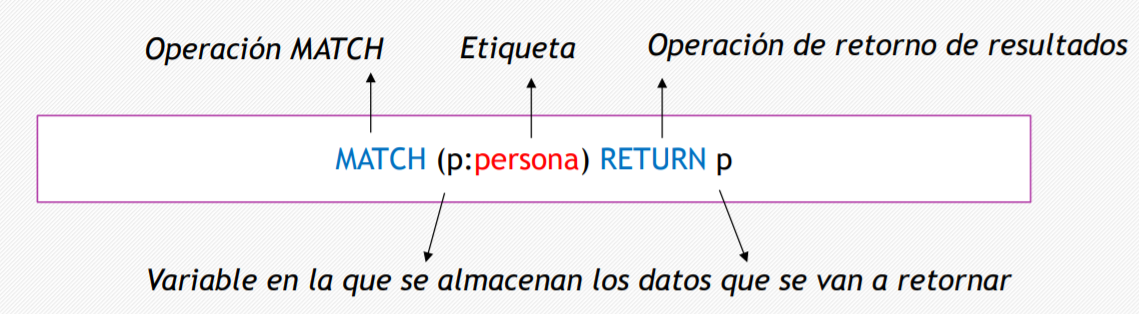 Operación MATCH Etiqueta Operación de retorno de resultados
MATCH (p:persona) RETURN p
Variable en la que se almacenan los datos que se van a retornar